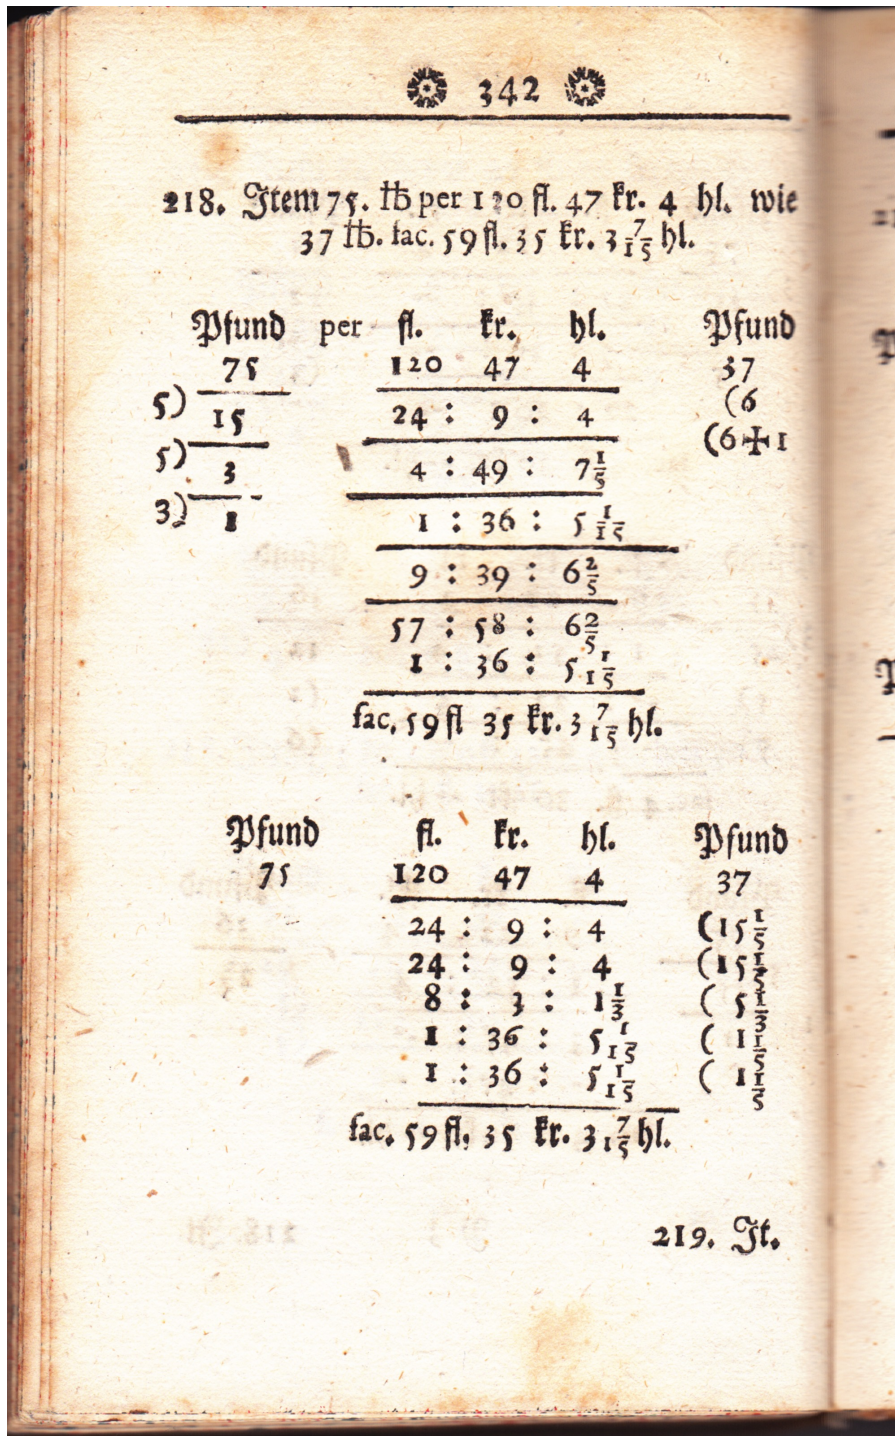 342
218. Item 75. ℔ per 120 fl. 47 kr. 4 hl. wie
37 ℔. fac. 59 fl. 35 kr. 3 7/15 hl.
Pfund per fl. kr. hl. Pfund
75 120 47 4 37
5) 15 24 : 9 : 4 (6
5) 3 4 : 49 : 7 1/5 (6 + 1
3) 1 1 : 36 : 5 1/15
9 : 39 : 6 2/5
57 : 58 : 6 2/5
1 : 36 : 5 1/15
fac. 59 fl 35 kr. 3 7/15 hl.
Pfund fl. kr. hl. Pfund
75 120 47 4 37
24 : 9 : 4 (15 1/5
24 : 9 : 4 (15 1/5
8 : 3 : 1 1/3 ( 5 1/3
1 : 36 : 5 1/15 ( 1 1/5
1 : 36 : 5 1/15 ( 1 1/5
fac. 59 fl. 35 kr. 3 7/15 hl.
219. It.